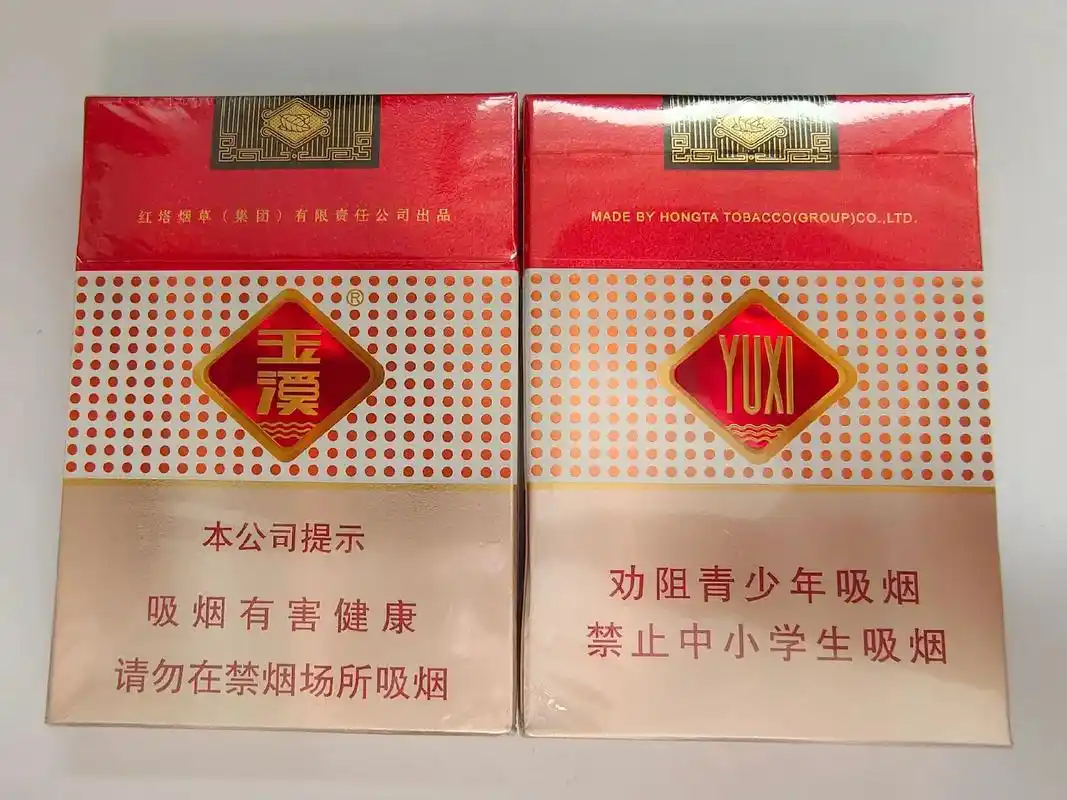 红塔烟草（集团）有限责任公司出品
玉
溪
®
本公司提示
吸烟有害健康
请勿在禁烟场所吸烟
MADE BY HONGTA TOBACCO(GROUP)CO.,LTD.
YUXI
劝阻青少年吸烟
禁止中小学生吸烟